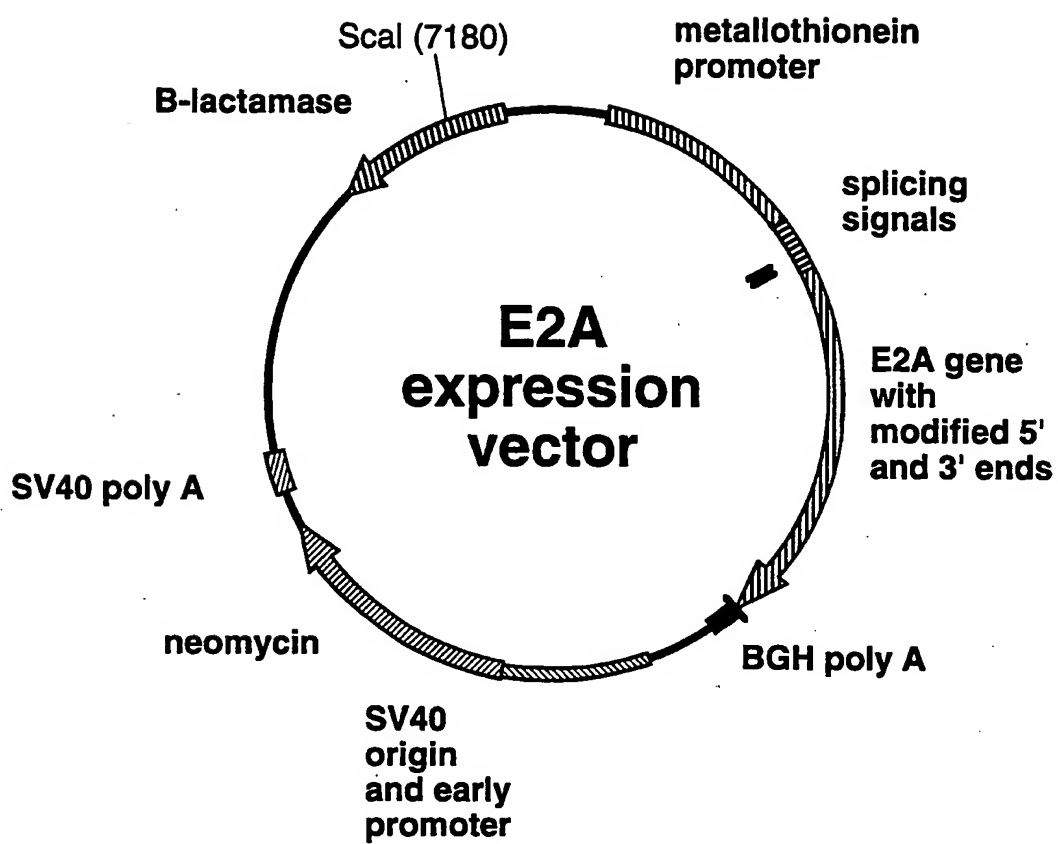 ScaI (7180)
metallothionein
promoter
B-lactamase
splicing
signals
E2A
expression
vector
E2A gene
with
modified 5'
and 3' ends
SV40 poly A
neomycin
BGH poly A
SV40
origin
and early
promoter